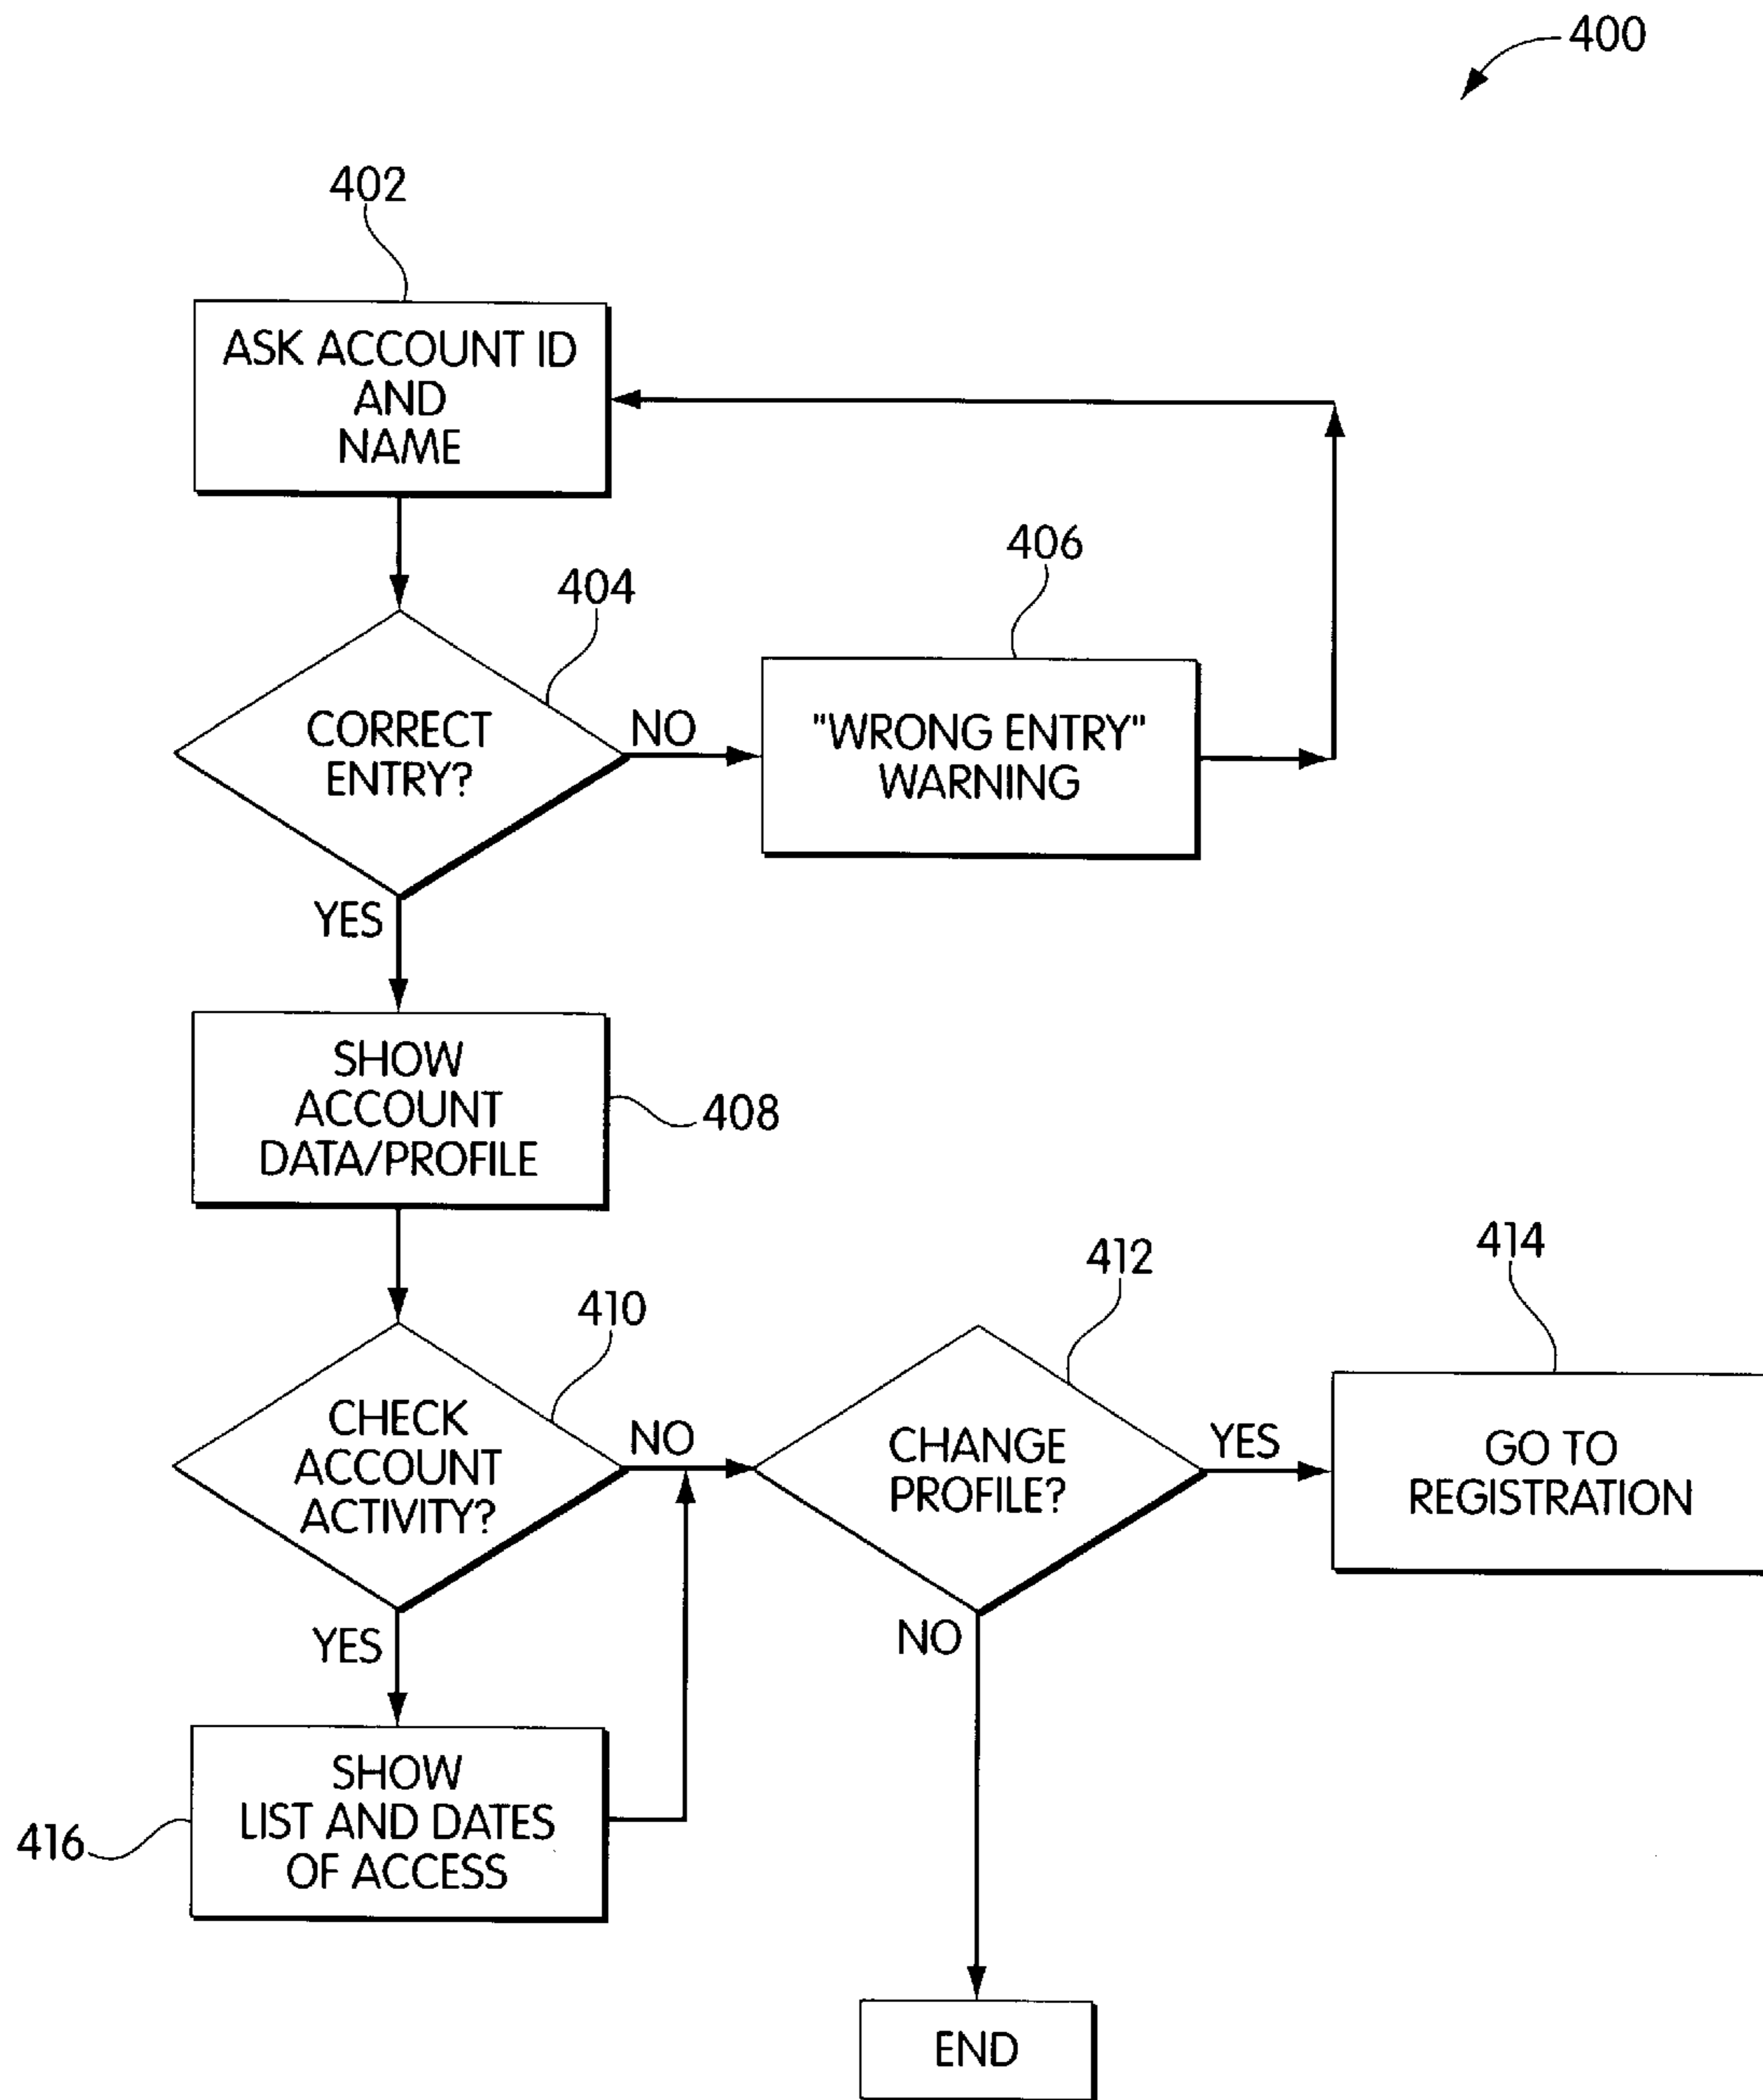 400
402
ASK ACCOUNT ID
AND
NAME
404
406
CORRECT
ENTRY?
NO
"WRONG ENTRY"
WARNING
YES
SHOW
ACCOUNT
DATA/PROFILE
408
410
412
414
CHECK
ACCOUNT
ACTIVITY?
NO
CHANGE
PROFILE?
YES
GO TO
REGISTRATION
YES
NO
416
SHOW
LIST AND DATES
OF ACCESS
END